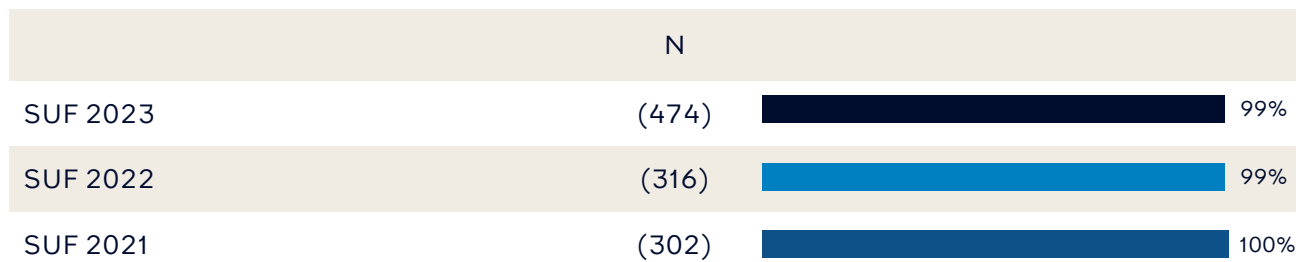 N
SUF 2023 (474) 99%
SUF 2022 (316) 99%
SUF 2021 (302) 100%